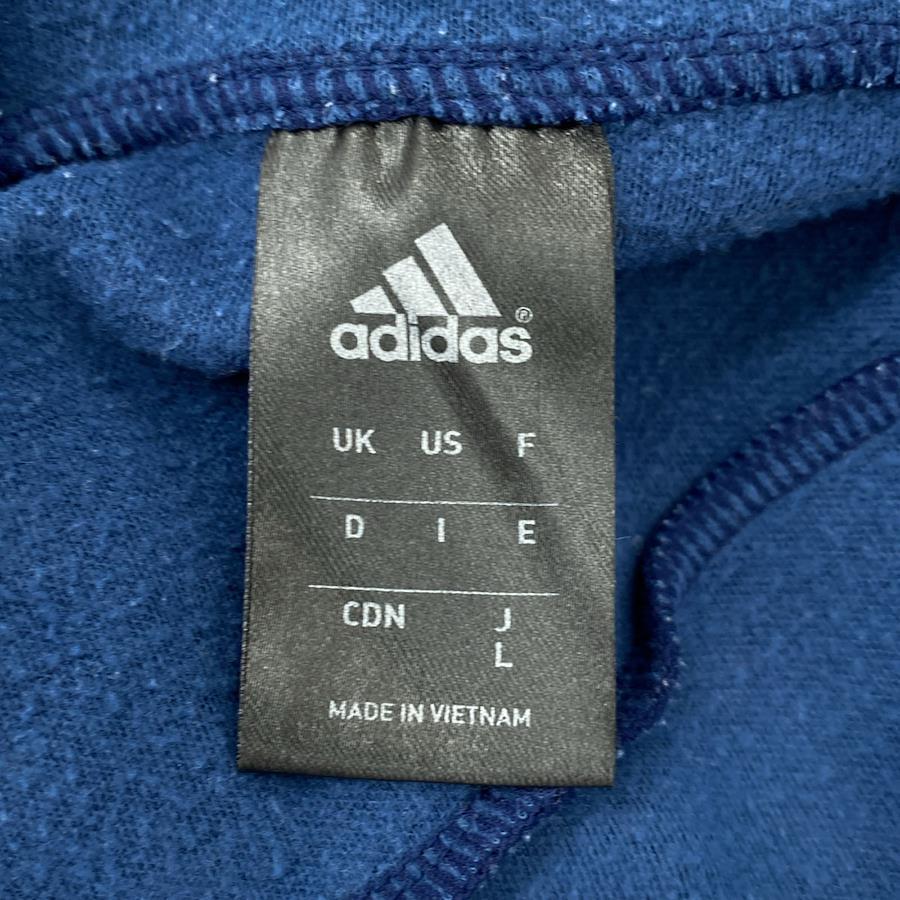 adidas®
UK US F
D I E
CDN J
L
MADE IN VIETNAM